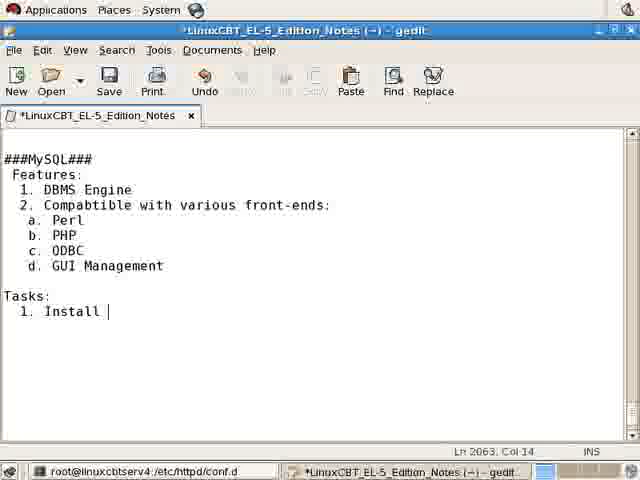 Applications Places System
*LinuxCBT_EL-5_Edition_Notes (~) - gedit
File Edit View Search Tools Documents Help
New Open Save Print Undo Cut Copy Paste Find Replace
*LinuxCBT_EL-5_Edition_Notes
###MySQL###
Features:
1. DBMS Engine
2. Compabtible with various front-ends:
a. Perl
b. PHP
c. ODBC
d. GUI Management
Tasks:
1. Install
Ln 2063, Col 14 INS
root@linuxcbtserv4:/etc/httpd/conf.d
*LinuxCBT_EL-5_Edition_Notes (~) - gedit